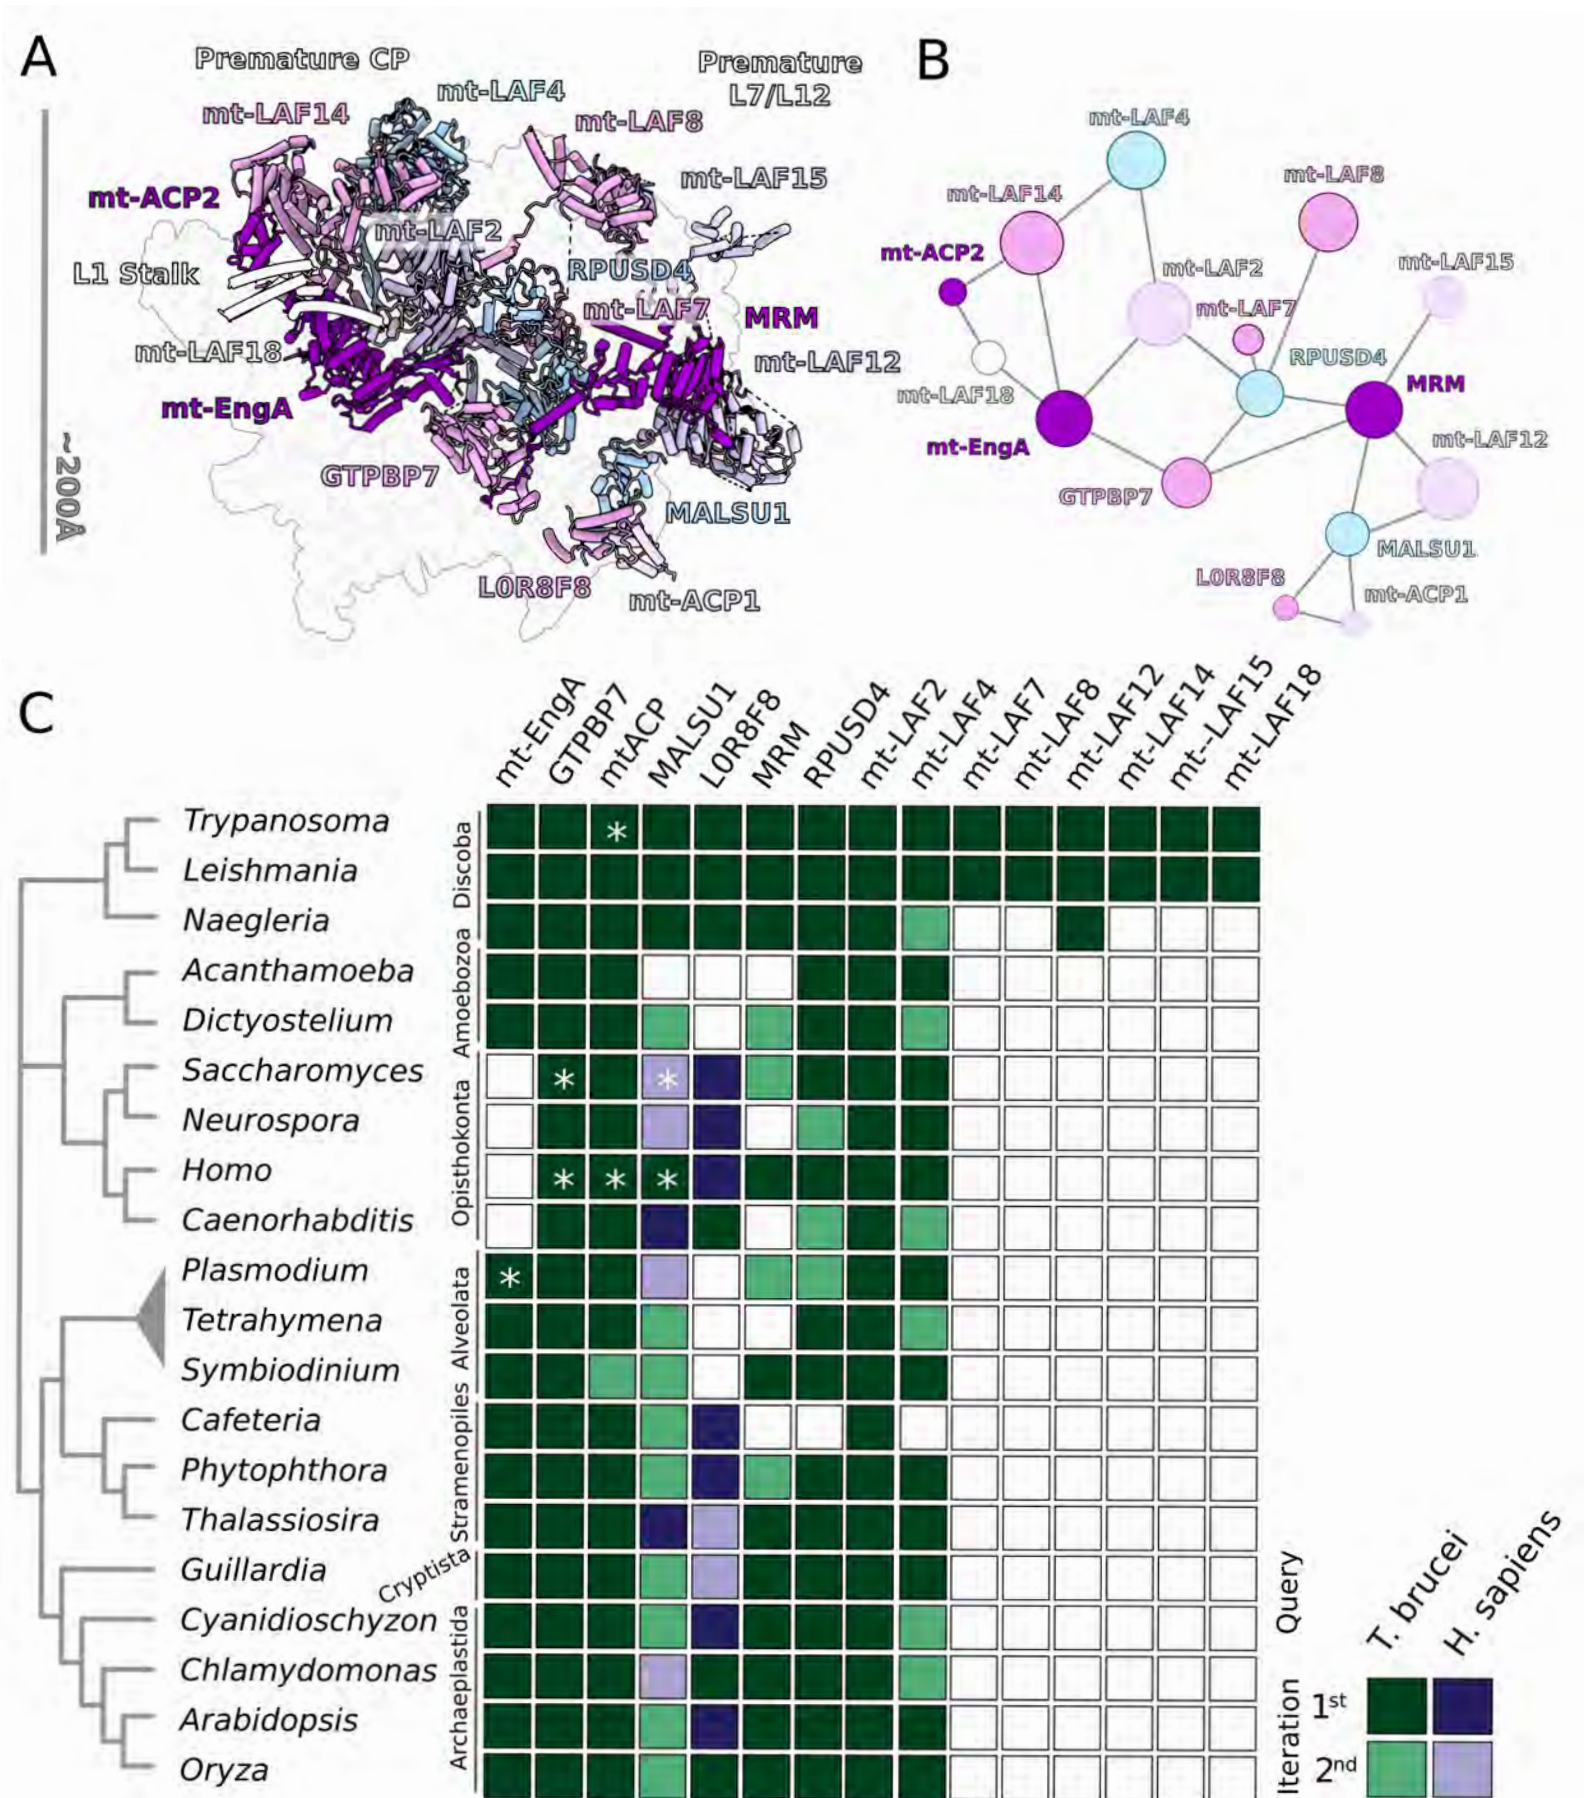 A
Premature CP
mt-LAF4
Premature
L7/L12
mt-LAF14
mt-LAF8
mt-ACP2
mt-LAF15
mt-LAF2
L1 Stalk
RPUSD4
mt-LAF7
MRM
mt-LAF18
mt-LAF12
mt-EngA
~200Å
GTPBP7
MALSU1
L0R8F8
mt-ACP1
B
mt-LAF4
mt-LAF8
mt-LAF14
mt-ACP2
mt-LAF2
mt-LAF15
mt-LAF7
RPUSD4
MRM
mt-LAF18
mt-LAF12
mt-EngA
GTPBP7
MALSU1
L0R8F8
mt-ACP1
C
mt-EngA
GTPBP7
mtACP
MALSU1
L0R8F8
MRM
RPUSD4
mt-LAF2
mt-LAF4
mt-LAF7
mt-LAF8
mt-LAF12
mt-LAF14
mt--LAF15
mt-LAF18
Trypanosoma *
Leishmania
Naegleria
Acanthamoeba
Dictyostelium
Saccharomyces * *
Neurospora
Homo * * *
Caenorhabditis
Plasmodium *
Tetrahymena
Symbiodinium
Cafeteria
Phytophthora
Thalassiosira
Guillardia
Cyanidioschyzon
Chlamydomonas
Arabidopsis
Oryza
Discoba
Amoebozoa
Opisthokonta
Alveolata
Stramenopiles
Cryptista
Archaeplastida
Query
T. brucei
H. sapiens
Iteration
1st
2nd